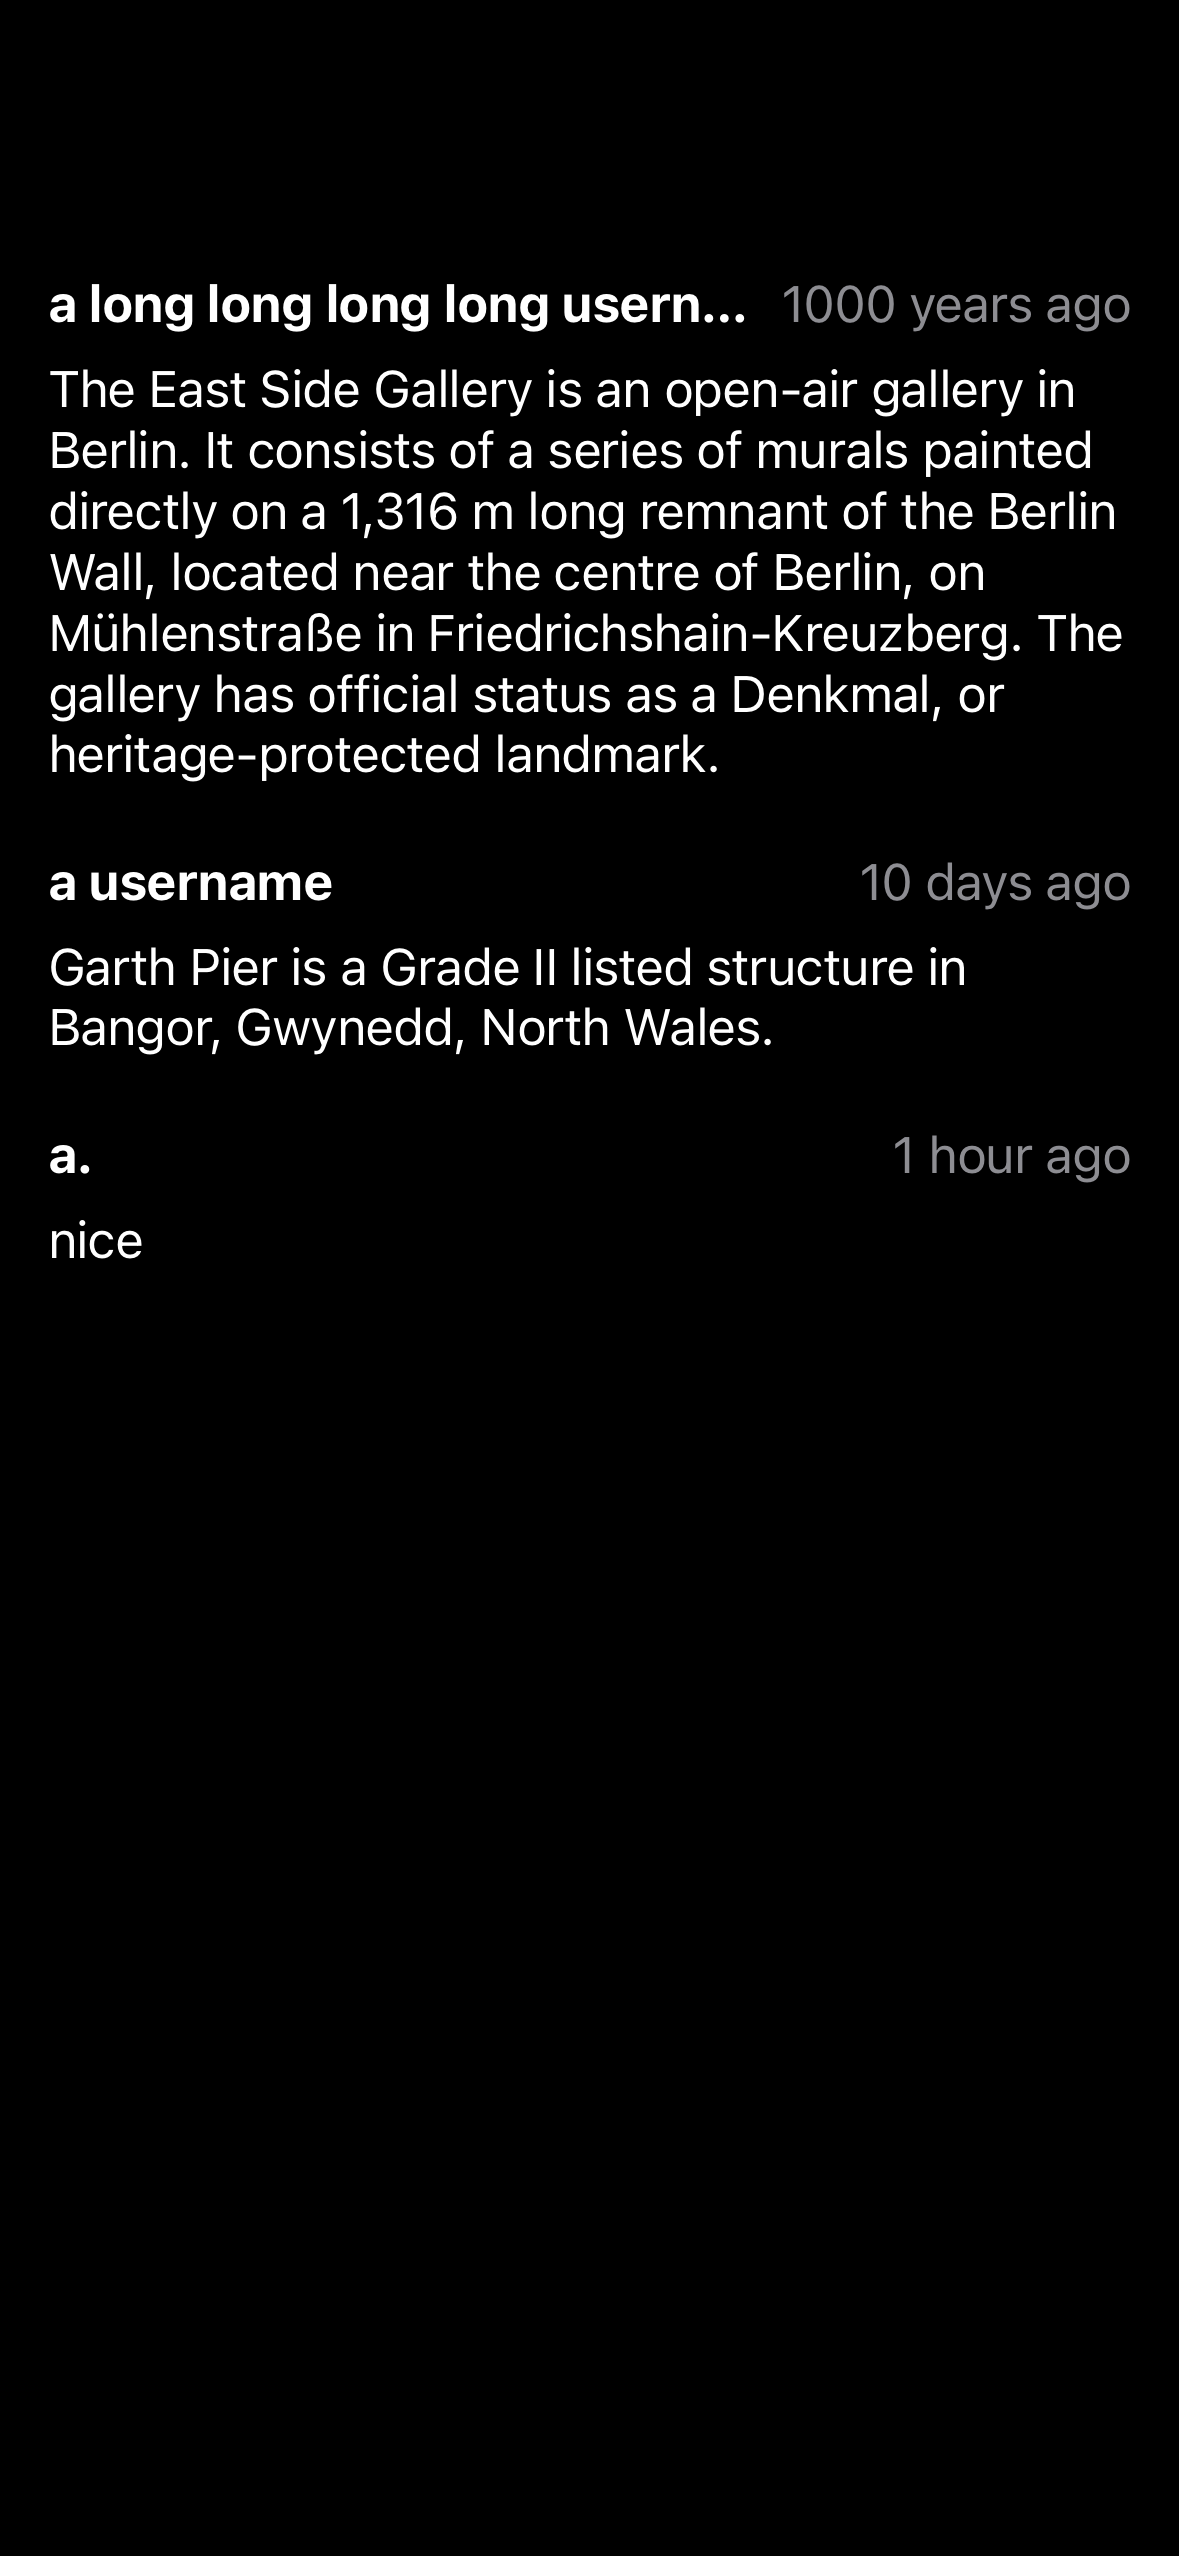 a long long long long usern... 1000 years ago
The East Side Gallery is an open-air gallery in
Berlin. It consists of a series of murals painted
directly on a 1,316 m long remnant of the Berlin
Wall, located near the centre of Berlin, on
Mühlenstraße in Friedrichshain-Kreuzberg. The
gallery has official status as a Denkmal, or
heritage-protected landmark.
a username 10 days ago
Garth Pier is a Grade II listed structure in
Bangor, Gwynedd, North Wales.
a. 1 hour ago
nice